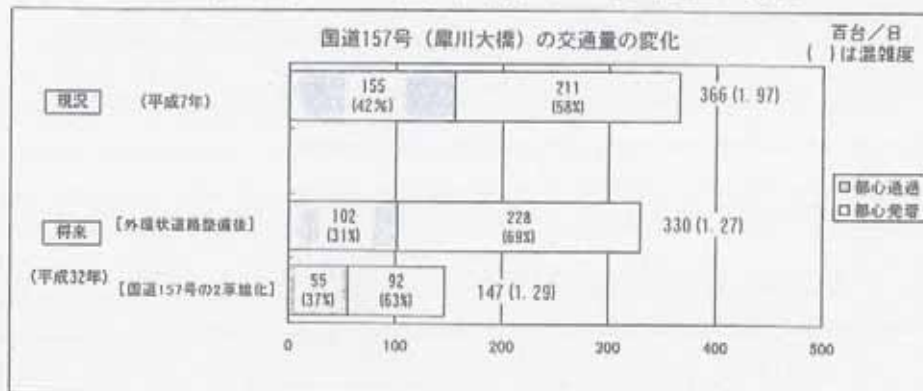 国道157号（犀川大橋）の交通量の変化
百台／日
（ ）は混雑度
現況 （平成7年） 155 (42%) 211 (58%) 366 (1.97)
□都心通過
□都心発着
将来 [外環状道路整備後] 102 (31%) 228 (69%) 330 (1.27)
（平成32年）
[国道157号の2車線化] 55 (37%) 92 (63%) 147 (1.29)
0 100 200 300 400 500